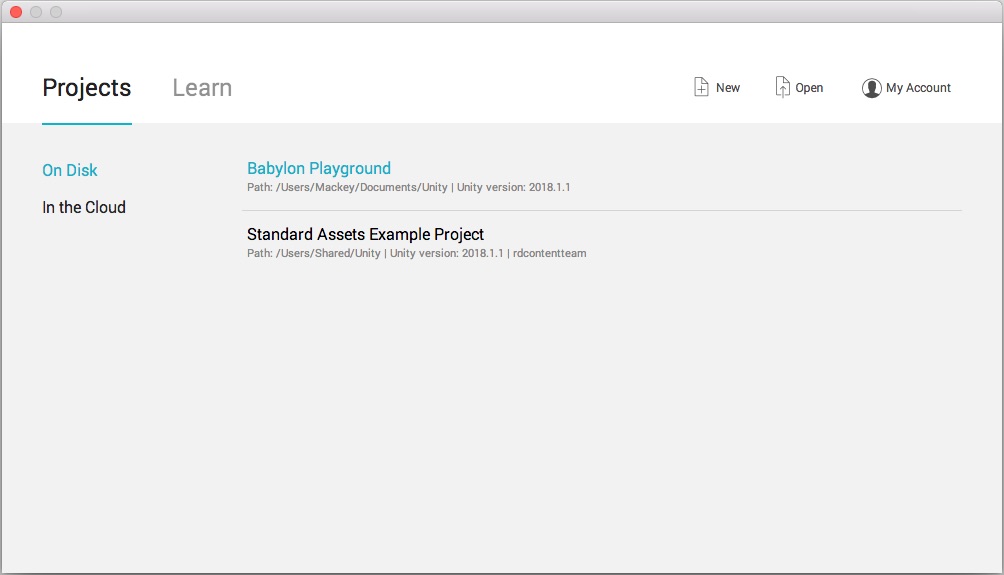 Projects
Learn
New
Open
My Account
On Disk
In the Cloud
Babylon Playground
Path: /Users/Mackey/Documents/Unity | Unity version: 2018.1.1
Standard Assets Example Project
Path: /Users/Shared/Unity | Unity version: 2018.1.1 | rdcontentteam